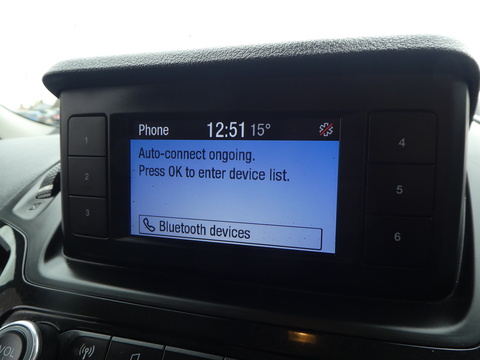 Phone 12:51 15°
Auto-connect ongoing.
Press OK to enter device list.
Bluetooth devices
1
2
3
4
5
6
VOL